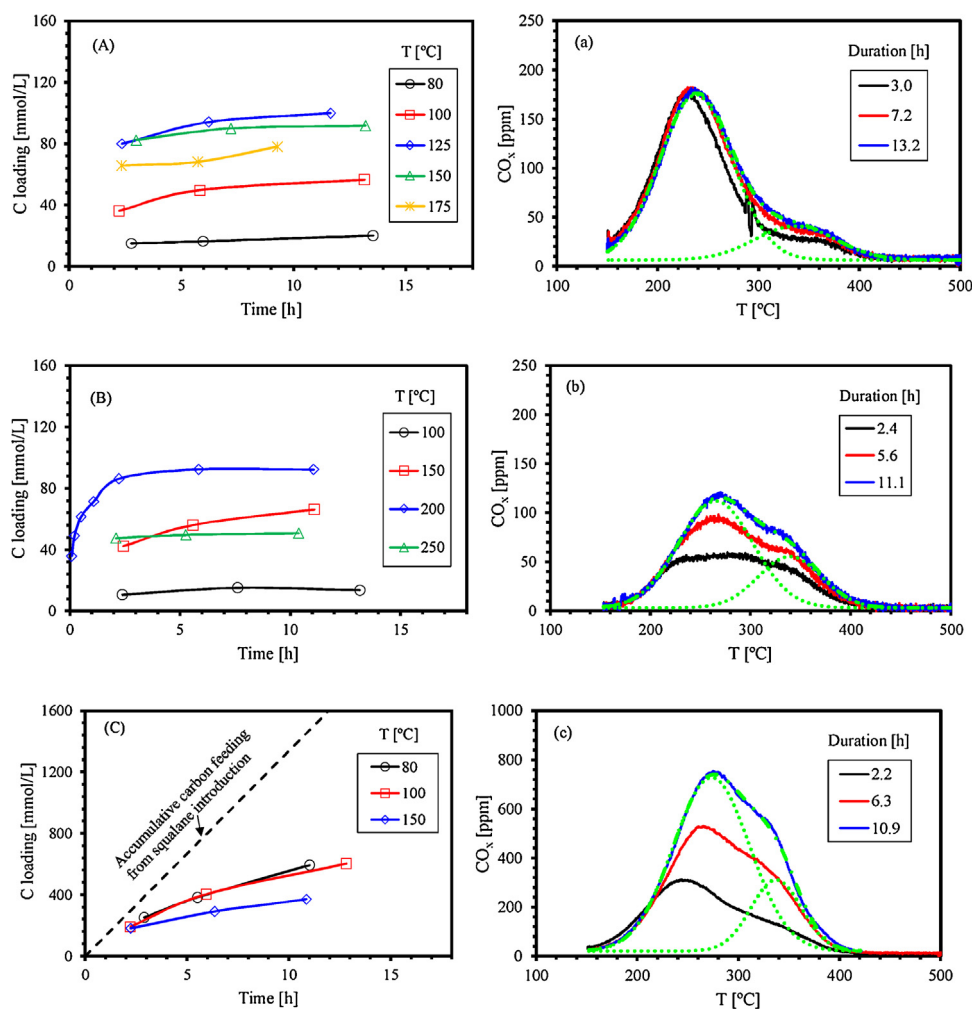 (A)
T [ºC]
80
100
125
150
175
C loading [mmol/L]
160
120
80
40
0
0 5 10 15
Time [h]
(a)
Duration [h]
3.0
7.2
13.2
COx [ppm]
250
200
150
100
50
0
100 200 300 400 500
T [ºC]
(B)
T [ºC]
100
150
200
250
C loading [mmol/L]
160
120
80
40
0
0 5 10 15
Time [h]
(b)
Duration [h]
2.4
5.6
11.1
COx [ppm]
250
200
150
100
50
0
100 200 300 400 500
T [ºC]
(C)
T [ºC]
80
100
150
Accumulative carbon feeding
from squalane introduction
C loading [mmol/L]
1600
1200
800
400
0
0 5 10 15
Time [h]
(c)
Duration [h]
2.2
6.3
10.9
COx [ppm]
1000
800
600
400
200
0
100 200 300 400 500
T [ºC]